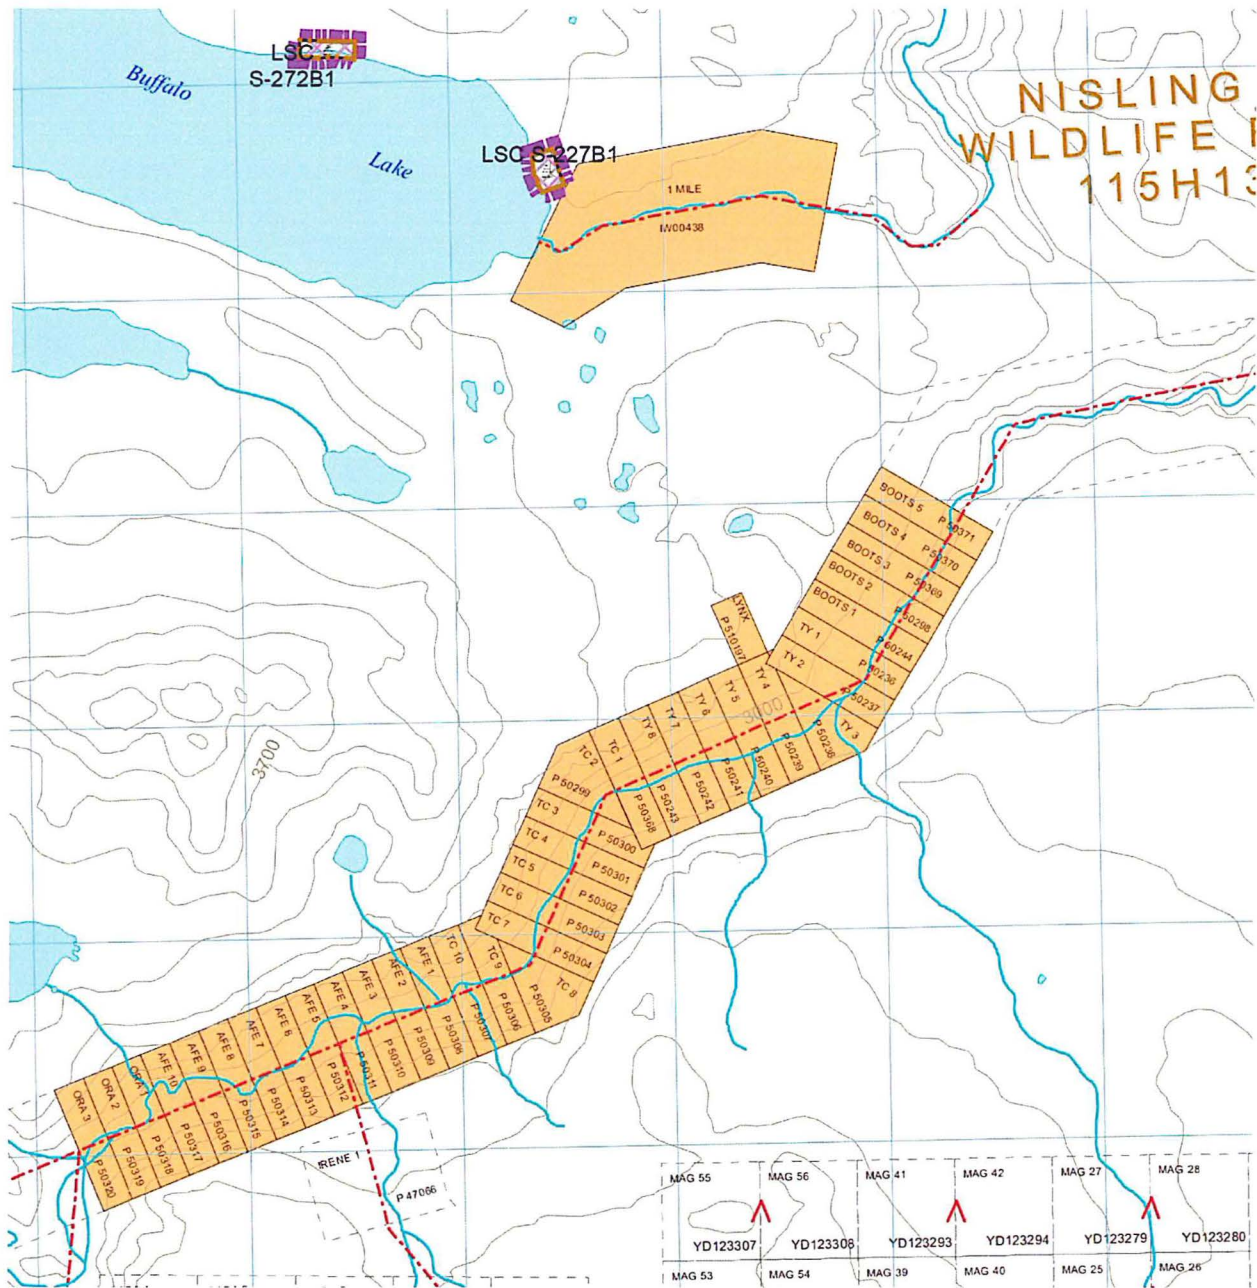 LSC
S-272B1
Buffalo
Lake
LSC S-227B1
NISLING
WILDLIFE
115H13
1 MILE
IW00438
BOOTS 5 P 50371
BOOTS 4 P 50370
BOOTS 3 P 50369
BOOTS 2 P 50298
BOOTS 1 P 50244
TY 1 P 50236
TY 2 P 50237
TY 3
LYNX
P 510197
TY 4 P 50238
TY 5 P 50239
TY 6 P 50240
TY 7 P 50241
TY 8 P 50242
TC 1 P 50243
TC 2 P 50368
3000
3700
P 50299
TC 3 P 50300
TC 4 P 50301
TC 5 P 50302
TC 6 P 50303
TC 7 P 50304
TC 8
TC 9 P 50305
TC 10 P 50306
AFE 1 P 50307
AFE 2 P 50308
AFE 3 P 50309
AFE 4 P 50310
AFE 5 P 50311
AFE 6 P 50312
AFE 7 P 50313
AFE 8 P 50314
AFE 9 P 50315
AFE 10 P 50316
ORA 1 P 50317
ORA 2 P 50318
ORA 3 P 50319
P 50320
IRENE 1
P 47066
MAG 55 MAG 56 MAG 41 MAG 42 MAG 27 MAG 28
YD123307 YD123308 YD123293 YD123294 YD123279 YD123280
MAG 53 MAG 54 MAG 39 MAG 40 MAG 25 MAG 26